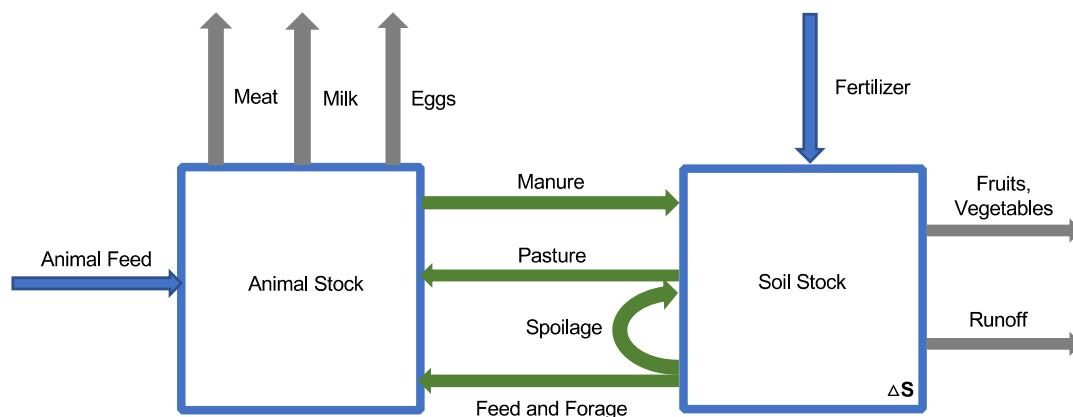 Meat
Milk
Eggs
Fertilizer
Manure
Fruits,
Vegetables
Animal Feed
Pasture
Animal Stock
Soil Stock
Spoilage
Runoff
△S
Feed and Forage